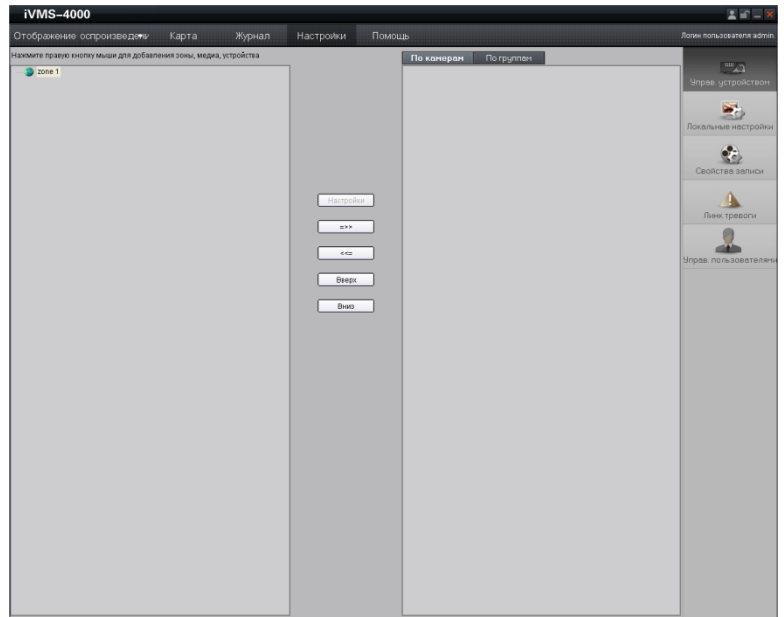 iVMS-4000
Отображение оспроизведени Карта Журнал Настройки Помощь Логин пользователя:admin.
Нажмите правую кнопку мыши для добавления зоны, медиа, устройства
По камерам По группам
zone 1
Управ. устройством
Локальные настройки
Свойства записи
Линк тревоги
Управ. пользователями
Настройки
=>>
<<=
Вверх
Вниз